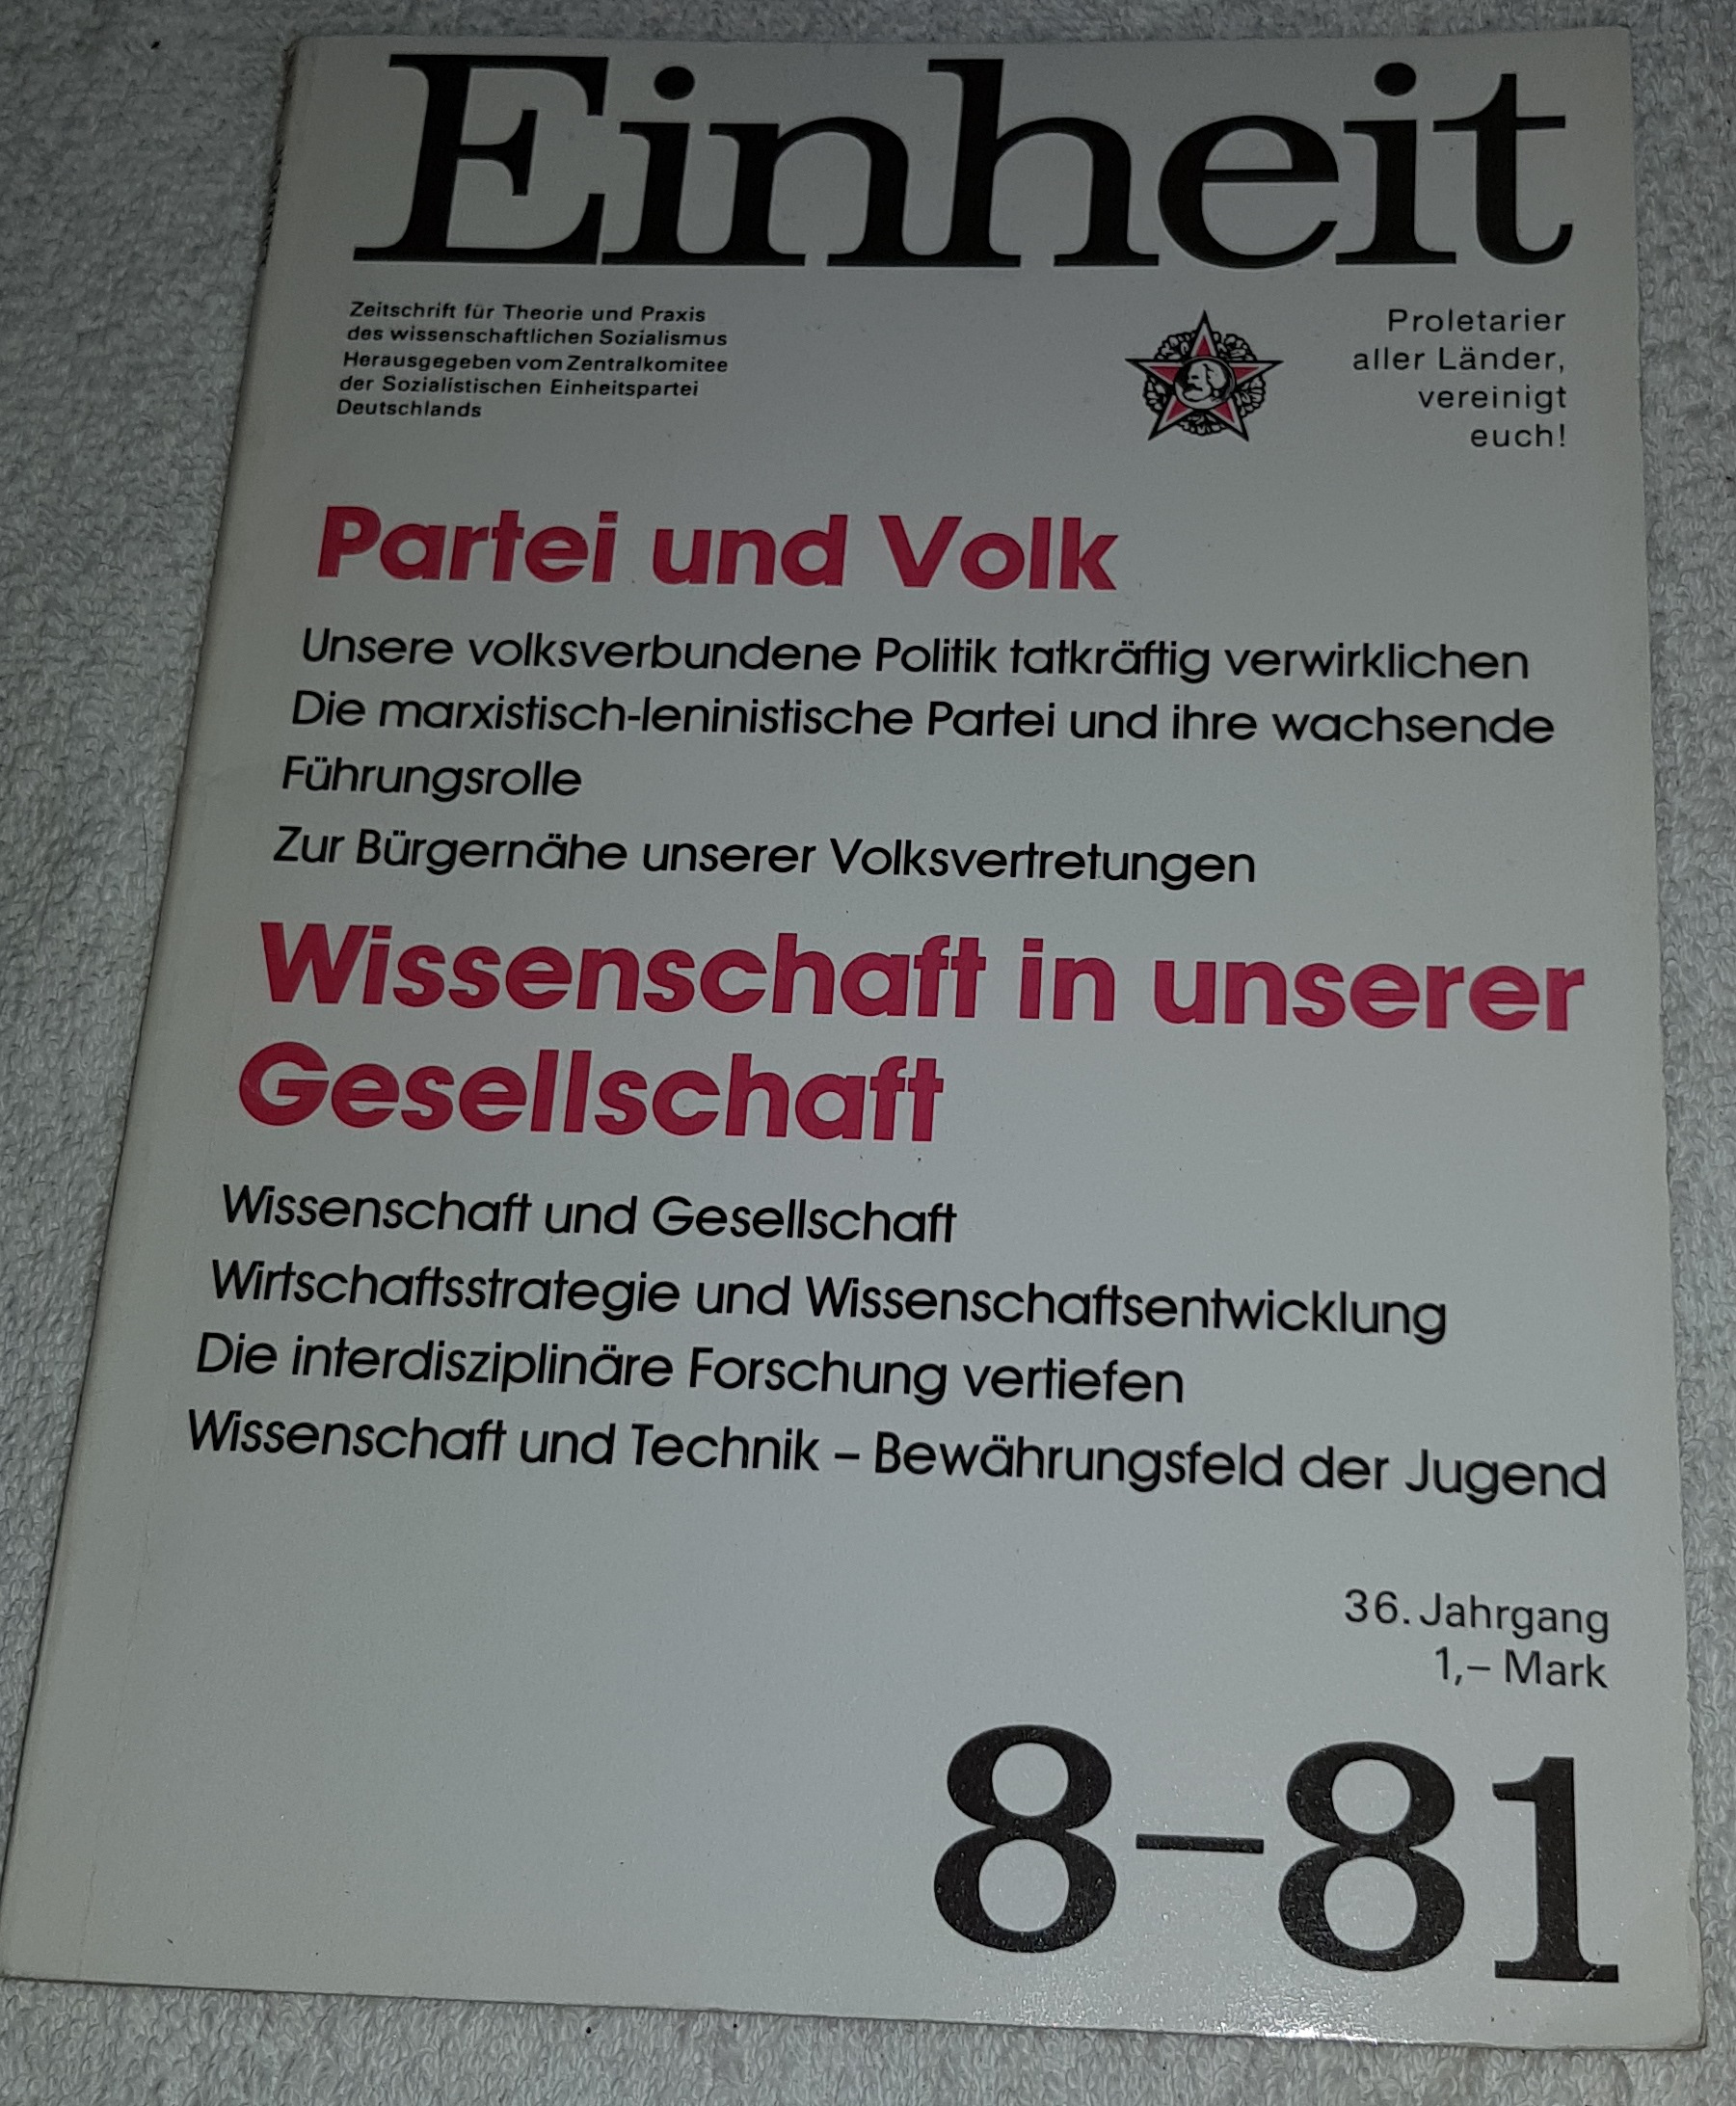 Einheit
Zeitschrift für Theorie und Praxis
des wissenschaftlichen Sozialismus
Herausgegeben vom Zentralkomitee
der Sozialistischen Einheitspartei
Deutschlands
Proletarier
aller Länder,
vereinigt
euch!
Partei und Volk
Unsere volksverbundene Politik tatkräftig verwirklichen
Die marxistisch-leninistische Partei und ihre wachsende
Führungsrolle
Zur Bürgernähe unserer Volksvertretungen
Wissenschaft in unserer
Gesellschaft
Wissenschaft und Gesellschaft
Wirtschaftsstrategie und Wissenschaftsentwicklung
Die interdisziplinäre Forschung vertiefen
Wissenschaft und Technik – Bewährungsfeld der Jugend
36. Jahrgang
1,– Mark
8–81